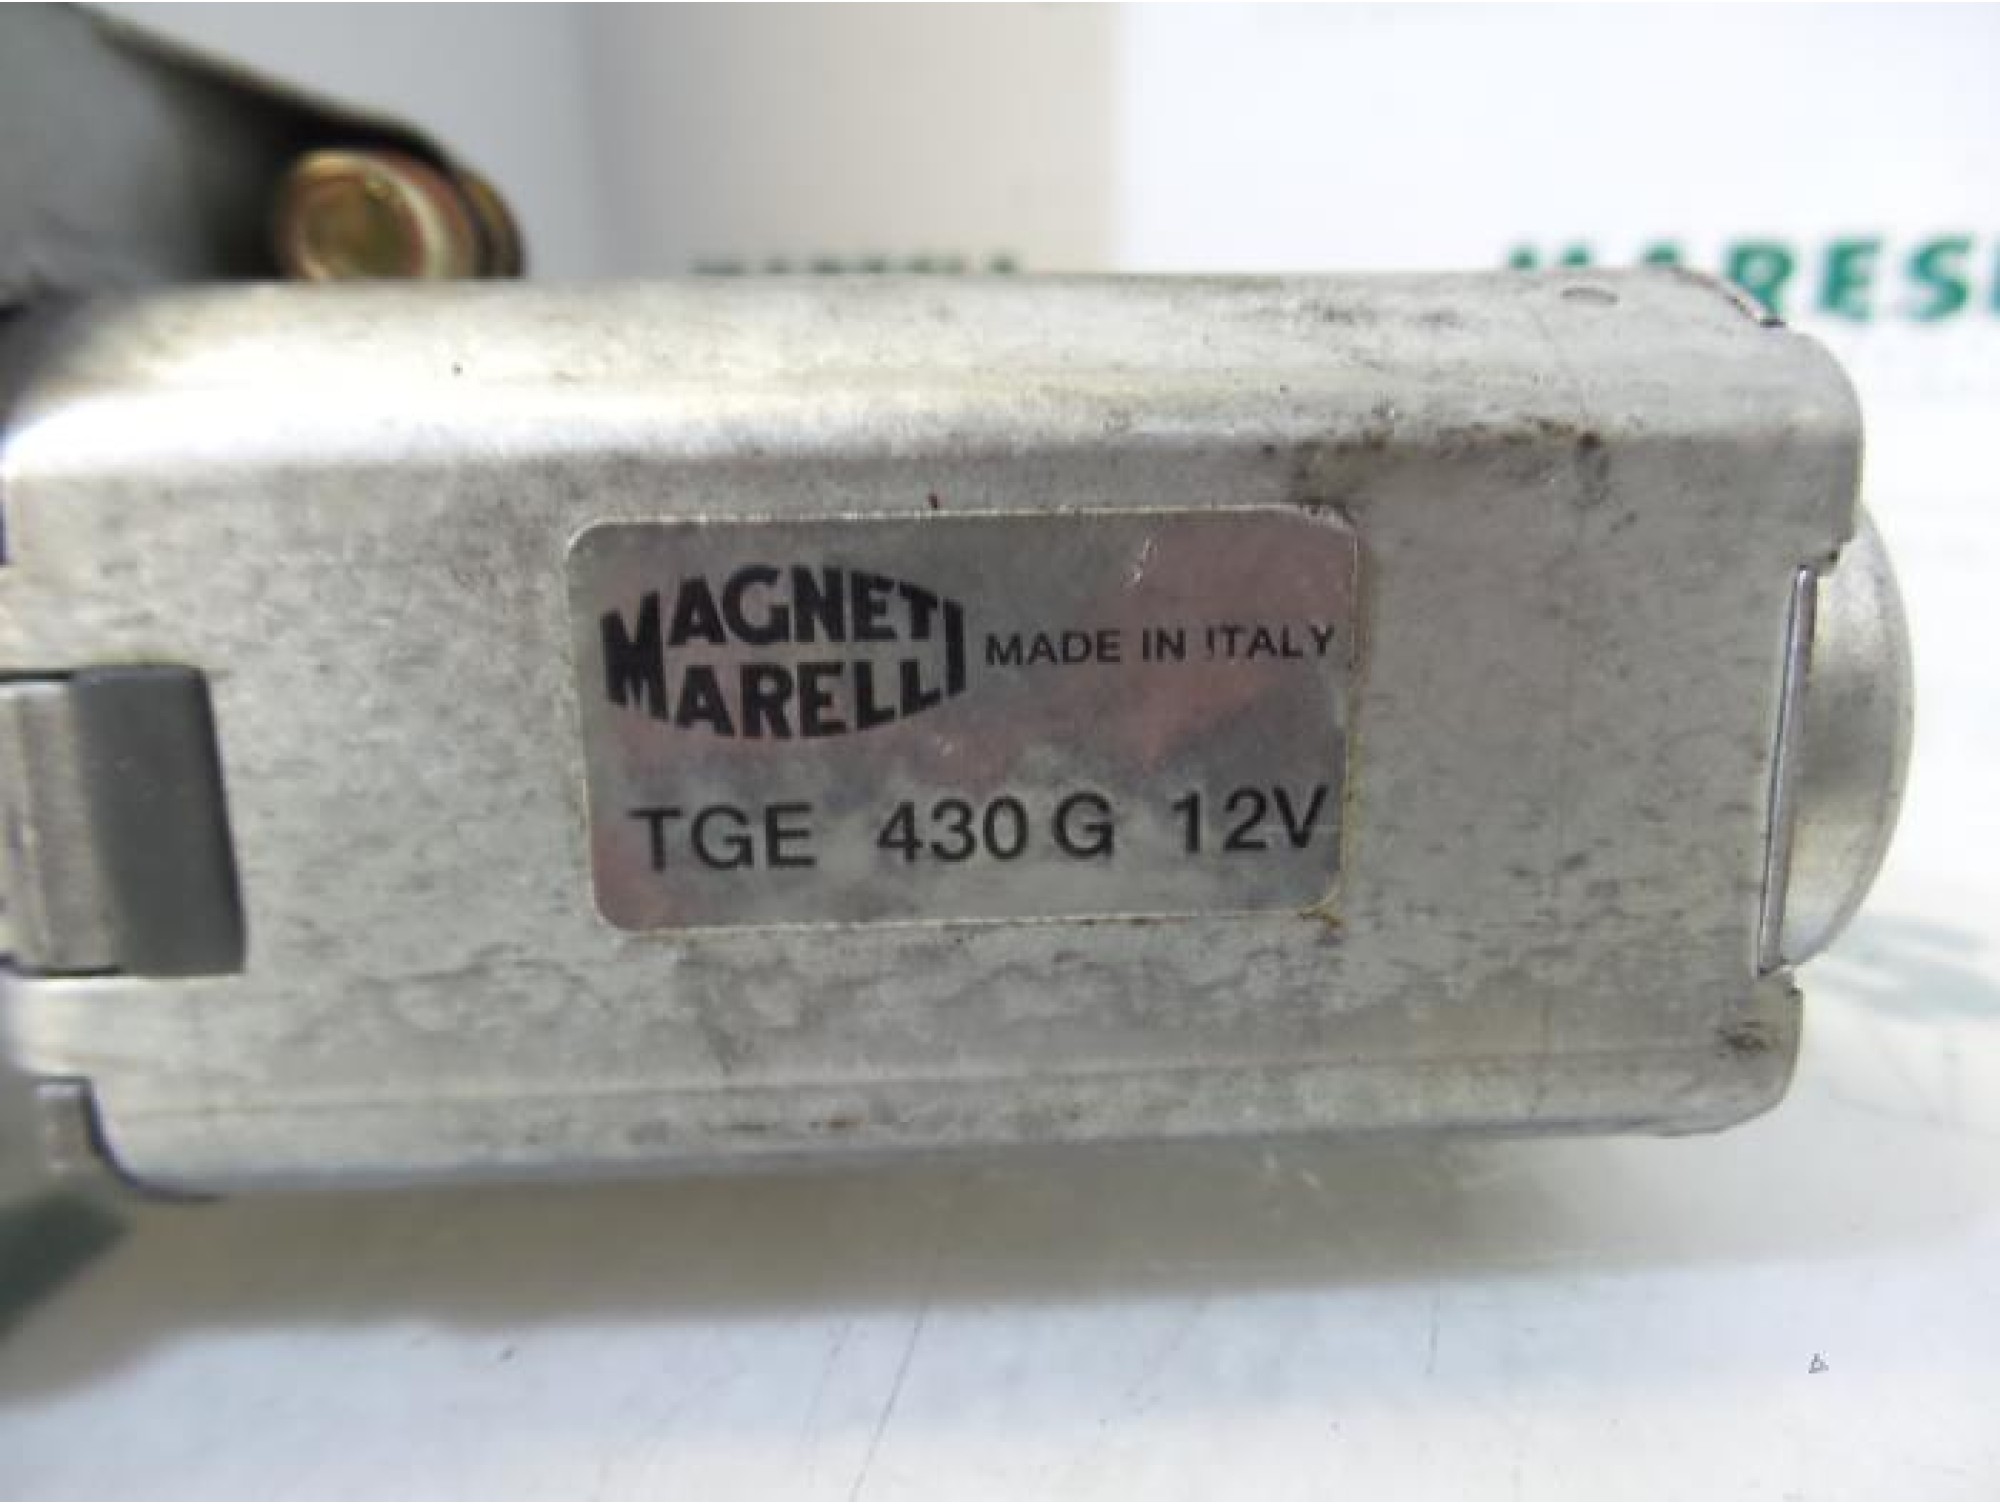 MAGNETI
MARELLI
MADE IN ITALY
TGE 430 G 12V